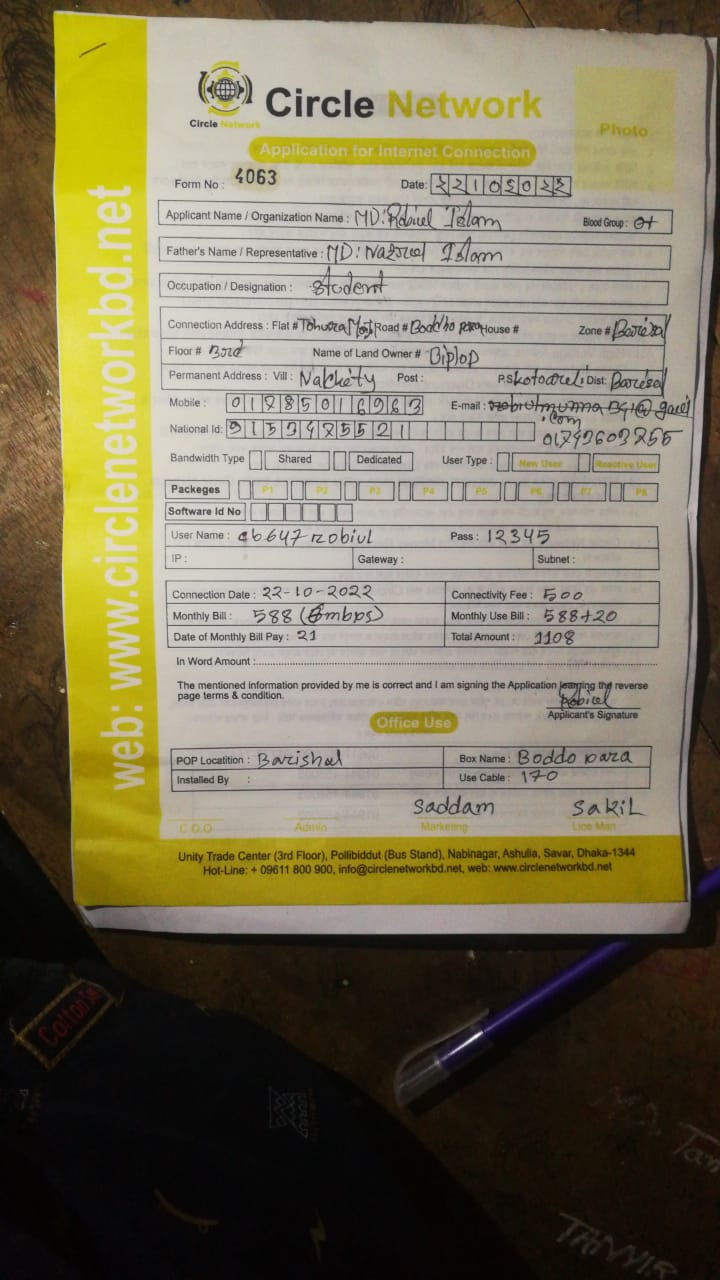 Circle Network
Circle Network
Photo
Application for Internet Connection
Form No : 4063
Date:
Applicant Name / Organization Name : MD: Robiul Islam Blood Group : O+
Father's Name / Representative : MD: Nazrul Islam
Occupation / Designation : student
Connection Address : Flat # Road # House # Zone # Barisal
Floor # 3rd Name of Land Owner # Biplop
Permanent Address : Vill : Post : P.S Dist: Barisal
Mobile : 01785016963 E-mail :
.com
National Id: 9153475521
Bandwidth Type Shared Dedicated User Type : New User Reactive User
Packeges P1 P2 P3 P4 P5 P6 P7 P8
Software Id No
User Name : cb647robiul Pass : 12345
IP : Gateway : Subnet :
Connection Date : 22-10-2022 Connectivity Fee : 500
Monthly Bill : 588 Monthly Use Bill : 588+20
Date of Monthly Bill Pay : 21 Total Amount : 1108
In Word Amount :
The mentioned information provided by me is correct and I am signing the Application learning the reverse
page terms & condition.
Robiul
Applicant's Signature
Office Use
POP Locatition : Barishal Box Name : Boddo para
Installed By : Use Cable : 170
Saddam Sakil
C.O.O Admin Marketing Line Man
Unity Trade Center (3rd Floor), Pollibiddut (Bus Stand), Nabinagar, Ashulia, Savar, Dhaka-1344
Hot-Line: + 09611 800 900, info@circlenetworkbd.net, web: www.circlenetworkbd.net
web: www.circlenetworkbd.net